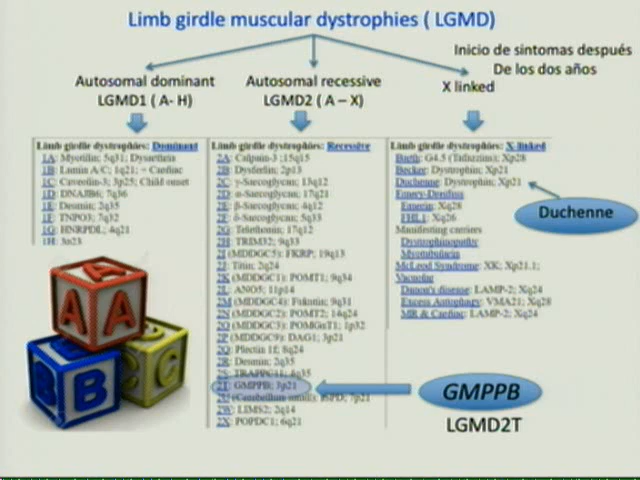 Limb girdle muscular dystrophies ( LGMD)
Inicio de sintomas después
De los dos años
Autosomal dominant
LGMD1 ( A- H)
Autosomal recessive
LGMD2 ( A – X)
X linked
Limb girdle dystrophies: Dominant
1A: Myotilin; 5q31; Dysarthria
1B: Lamin A/C; 1q21; + Cardiac
1C: Caveolin-3; 3p25; Child onset
1D: DNAJB6; 7q36
1E: Desmin; 2q35
1F: TNPO3; 7q32
1G: HNRPDL; 4q21
1H: 3p23
Limb girdle dystrophies: Recessive
2A: Calpain-3; 15q15
2B: Dysferlin; 2p13
2C: γ-Sarcoglycan; 13q12
2D: α-Sarcoglycan; 17q21
2E: β-Sarcoglycan; 4q12
2F: δ-Sarcoglycan; 5q33
2G: Telethonin; 17q12
2H: TRIM32; 9q33
2I (MDDGC5): FKRP; 19q13
2J: Titin; 2q24
2K (MDDGC1): POMT1; 9q34
2L: ANO5; 11p14
2M (MDDGC4): Fukutin; 9q31
2N (MDDGC2): POMT2; 14q24
2O (MDDGC3): POMGnT1; 1p32
2P (MDDGC9): DAG1; 3p21
2Q: Plectin 1f; 8q24
2R: Desmin; 2q35
2S: TRAPPC11; 4q35
2T: GMPPB; 3p21
ISPD; 7p21
2W: LIMS2; 2q14
2X: POPDC1; 6q21
Limb girdle dystrophies: X-linked
Barth: G4.5 (Tafazzin); Xp28
Becker: Dystrophin; Xp21
Duchenne: Dystrophin; Xp21
Emery-Dreifuss
Emerin: Xq28
FHL1: Xq26
Manifesting carriers
Dystrophinopathy
Myotubularin
McLeod Syndrome: XK; Xp21.1;
Vacuolar
Danon's disease: LAMP-2; Xq24
Excess Autophagy: VMA21; Xq28
MR & Cardiac: LAMP-2; Xq24
Duchenne
GMPPB
LGMD2T
A
A
B
B
C